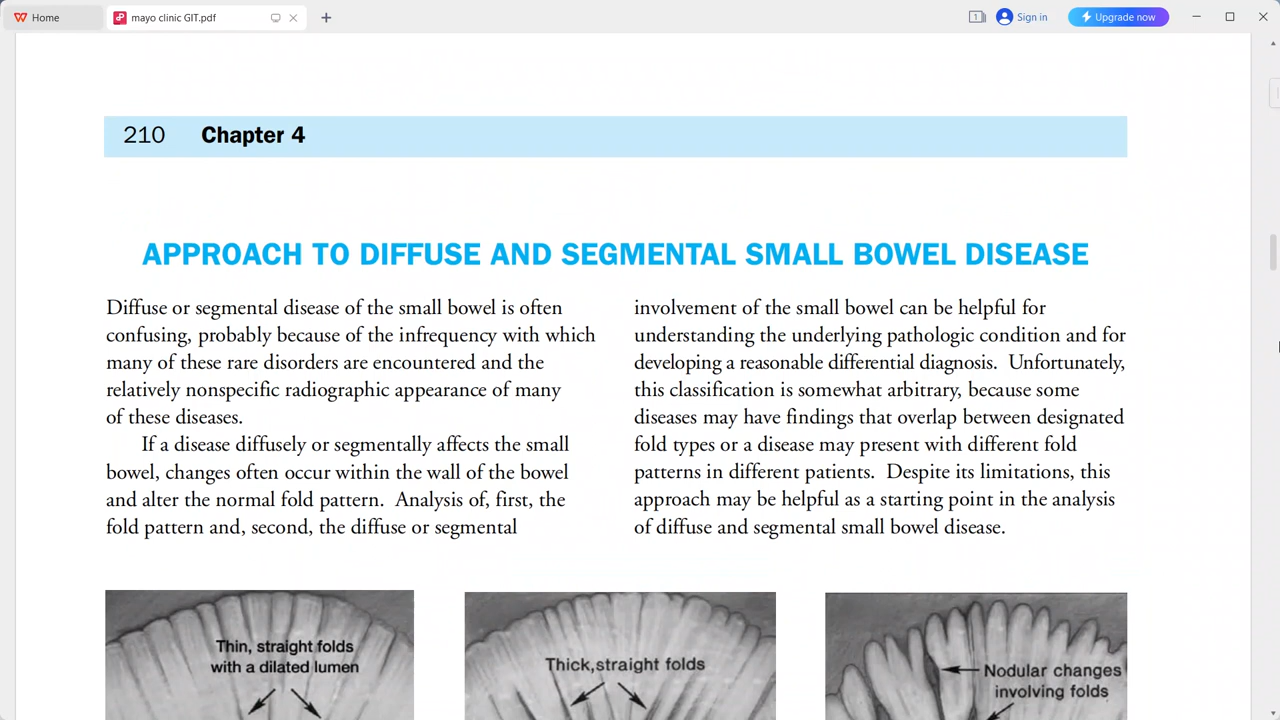 Home
mayo clinic GIT.pdf
1
Sign in
Upgrade now
210 Chapter 4
APPROACH TO DIFFUSE AND SEGMENTAL SMALL BOWEL DISEASE
Diffuse or segmental disease of the small bowel is often
confusing, probably because of the infrequency with which
many of these rare disorders are encountered and the
relatively nonspecific radiographic appearance of many
of these diseases.
If a disease diffusely or segmentally affects the small
bowel, changes often occur within the wall of the bowel
and alter the normal fold pattern. Analysis of, first, the
fold pattern and, second, the diffuse or segmental
involvement of the small bowel can be helpful for
understanding the underlying pathologic condition and for
developing a reasonable differential diagnosis. Unfortunately,
this classification is somewhat arbitrary, because some
diseases may have findings that overlap between designated
fold types or a disease may present with different fold
patterns in different patients. Despite its limitations, this
approach may be helpful as a starting point in the analysis
of diffuse and segmental small bowel disease.
Thin, straight folds
with a dilated lumen
Thick,straight folds
Nodular changes
involving folds